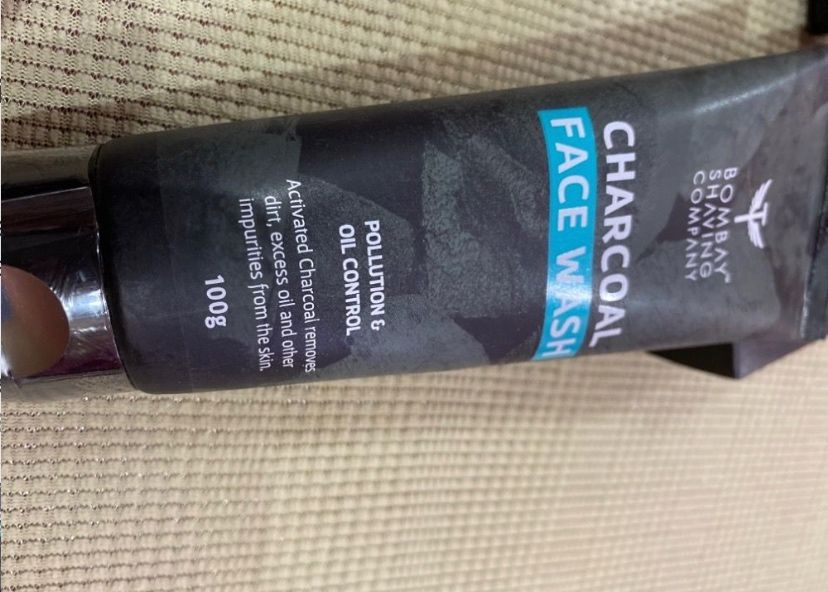 BOMBAY
SHAVING
COMPANY
CHARCOAL
FACE WASH
POLLUTION &
OIL CONTROL
Activated Charcoal removes
dirt, excess oil and other
impurities from the skin.
100g